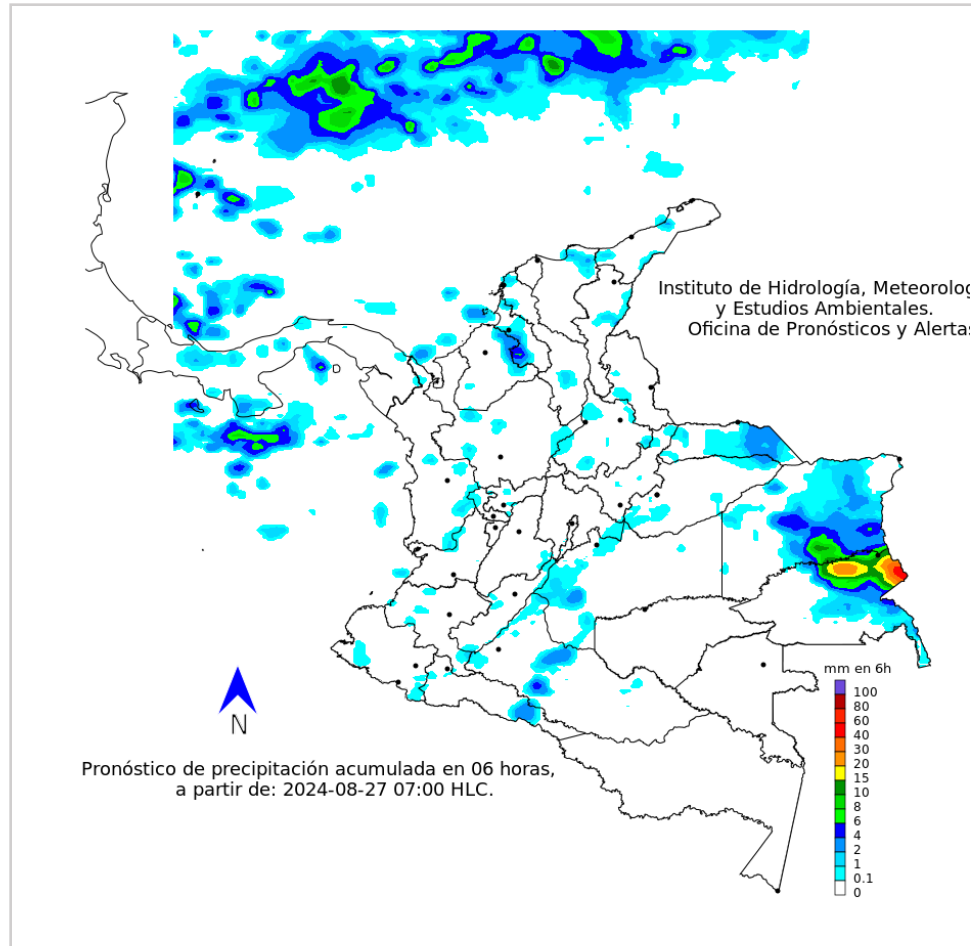 Instituto de Hidrología, Meteorolog
y Estudios Ambientales.
Oficina de Pronósticos y Alertas
mm en 6h
100
80
60
40
30
20
15
10
8
6
4
2
1
0.1
0
N
Pronóstico de precipitación acumulada en 06 horas,
a partir de: 2024-08-27 07:00 HLC.